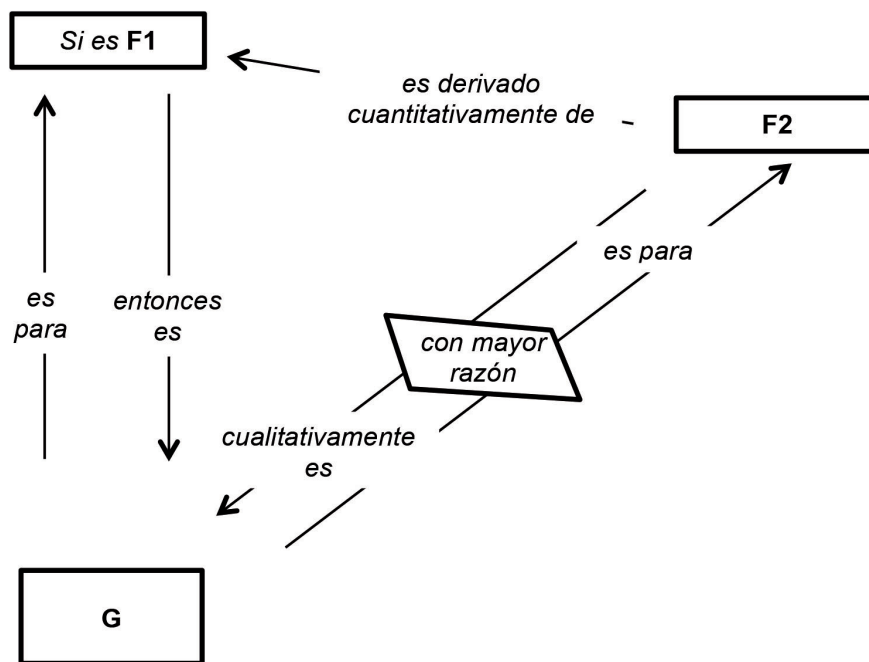 Si es F1
es derivado
cuantitativamente de
F2
es para
es
para
entonces
es
con mayor
razón
cualitativamente
es
G